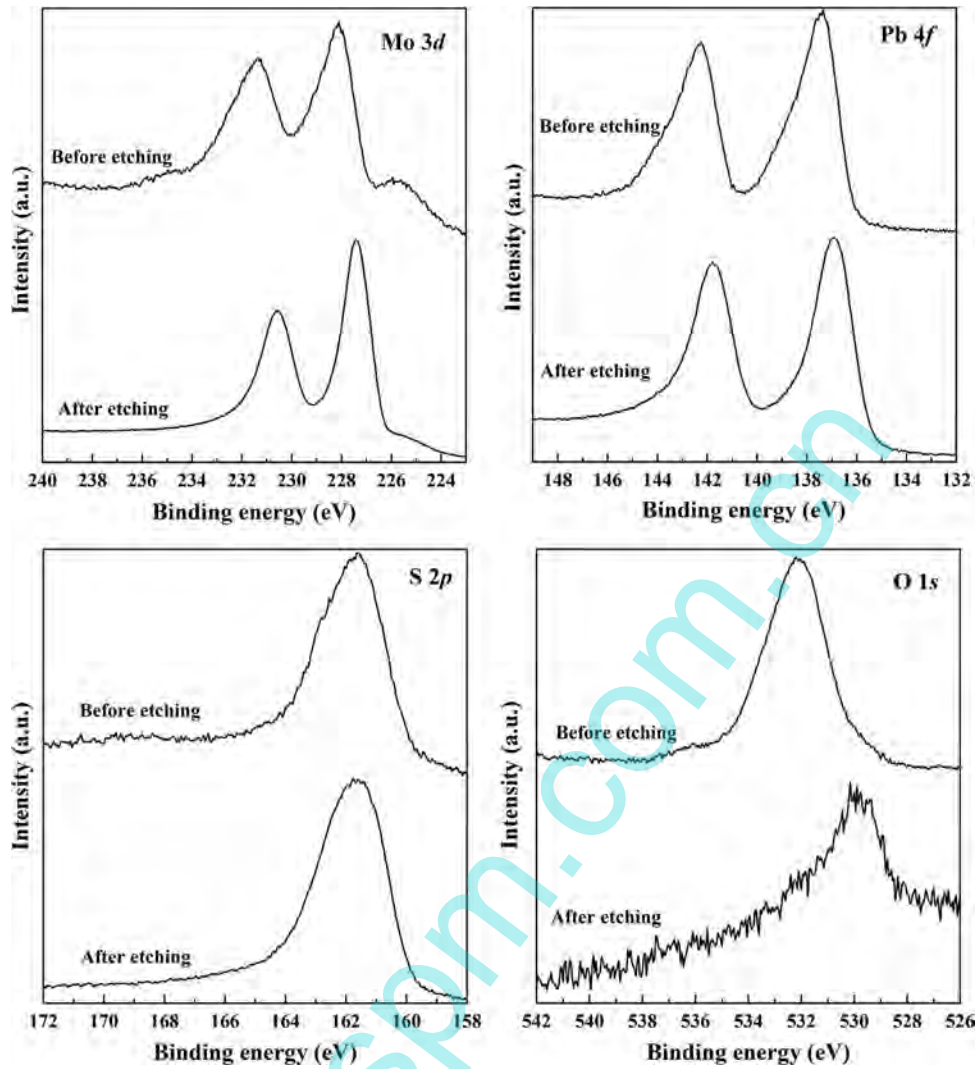 Mo 3d
Before etching
After etching
Intensity (a.u.)
240 238 236 234 232 230 228 226 224
Binding energy (eV)
Pb 4f
Before etching
After etching
Intensity (a.u.)
148 146 144 142 140 138 136 134 132
Binding energy (eV)
S 2p
Before etching
After etching
Intensity (a.u.)
172 170 168 166 164 162 160 158
Binding energy (eV)
O 1s
Before etching
After etching
Intensity (a.u.)
542 540 538 536 534 532 530 528 526
Binding energy (eV)
spm.com.cn